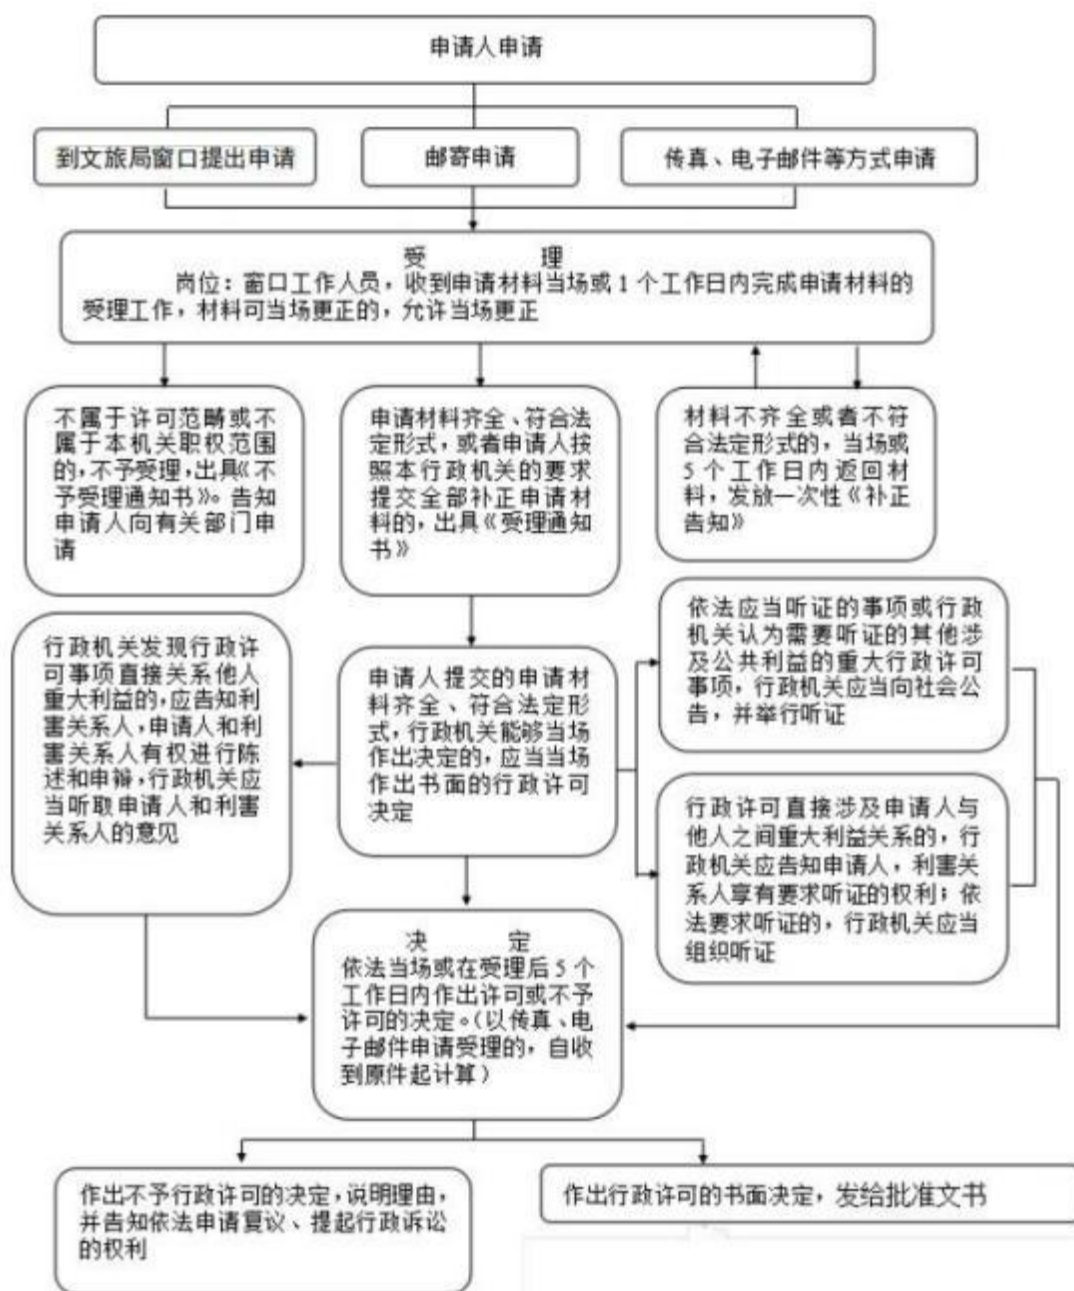 申请人申请
到文旅局窗口提出申请
邮寄申请
传真、电子邮件等方式申请
受 理
岗位：窗口工作人员，收到申请材料当场或1个工作日内完成申请材料的
受理工作，材料可当场更正的，允许当场更正
不属于许可范畴或不
属于本机关职权范围
的，不予受理，出具《不
予受理通知书》。告知
申请人向有关部门申
请
申请材料齐全、符合法
定形式，或者申请人按
照本行政机关的要求
提交全部补正申请材
料的，出具《受理通知
书》
材料不齐全或者不符
合法定形式的，当场或
5个工作日内返回材
料，发放一次性《补正
告知》
行政机关发现行政许
可事项直接关系他人
重大利益的，应告知利
害关系人，申请人和利
害关系人有权进行陈
述和申辩，行政机关应
当听取申请人和利害
关系人的意见
申请人提交的申请材
料齐全、符合法定形
式，行政机关能够当场
作出决定的，应当当场
作出书面的行政许可
决定
依法应当听证的事项或行政
机关认为需要听证的其他涉
及公共利益的重大行政许可
事项，行政机关应当向社会公
告，并举行听证
行政许可直接涉及申请人与
他人之间重大利益关系的，行
政机关应告知申请人，利害关
系人享有要求听证的权利；依
法要求听证的，行政机关应当
组织听证
决 定
依法当场或在受理后5个
工作日内作出许可或不予
许可的决定。（以传真、电
子邮件申请受理的，自收
到原件起计算）
作出不予行政许可的决定，说明理由，
并告知依法申请复议、提起行政诉讼
的权利
作出行政许可的书面决定，发给批准文书